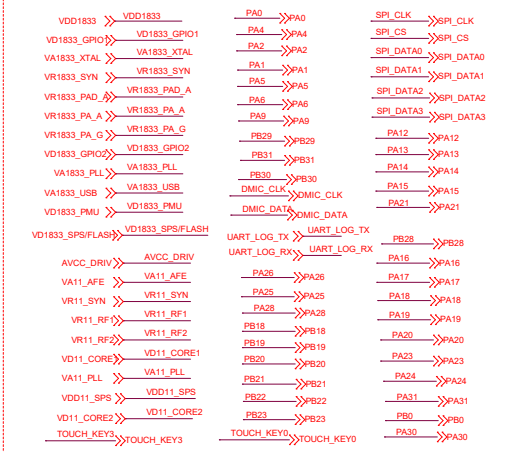 VDD1833 VDD1833
VD1833_GPIO1 VD1833_GPIO1
VA1833_XTAL VA1833_XTAL
VR1833_SYN VR1833_SYN
VR1833_PAD_A VR1833_PAD_A
VR1833_PA_A VR1833_PA_A
VR1833_PA_G VR1833_PA_G
VD1833_GPIO2 VD1833_GPIO2
VA1833_PLL VA1833_PLL
VA1833_USB VA1833_USB
VD1833_PMU VD1833_PMU
VD1833_SPS/FLASH VD1833_SPS/FLASH
AVCC_DRIV AVCC_DRIV
VA11_AFE VA11_AFE
VR11_SYN VR11_SYN
VR11_RF1 VR11_RF1
VR11_RF2 VR11_RF2
VD11_CORE VD11_CORE1
VA11_PLL VA11_PLL
VDD11_SPS VDD11_SPS
VD11_CORE2 VD11_CORE2
TOUCH_KEY3 TOUCH_KEY3
PA0 PA0
PA4 PA4
PA2 PA2
PA1 PA1
PA5 PA5
PA6 PA6
PA9 PA9
PB29 PB29
PB31 PB31
PB30 PB30
DMIC_CLK DMIC_CLK
DMIC_DATA DMIC_DATA
UART_LOG_TX UART_LOG_TX
UART_LOG_RX UART_LOG_RX
PA26 PA26
PA25 PA25
PA28 PA28
PB18 PB18
PB19 PB19
PB20 PB20
PB21 PB21
PB22 PB22
PB23 PB23
TOUCH_KEY0 TOUCH_KEY0
SPI_CLK SPI_CLK
SPI_CS SPI_CS
SPI_DATA0 SPI_DATA0
SPI_DATA1 SPI_DATA1
SPI_DATA2 SPI_DATA2
SPI_DATA3 SPI_DATA3
PA12 PA12
PA13 PA13
PA14 PA14
PA15 PA15
PA21 PA21
PB28 PB28
PA16 PA16
PA17 PA17
PA18 PA18
PA19 PA19
PA20 PA20
PA23 PA23
PA24 PA24
PA31 PA31
PB0 PB0
PA30 PA30